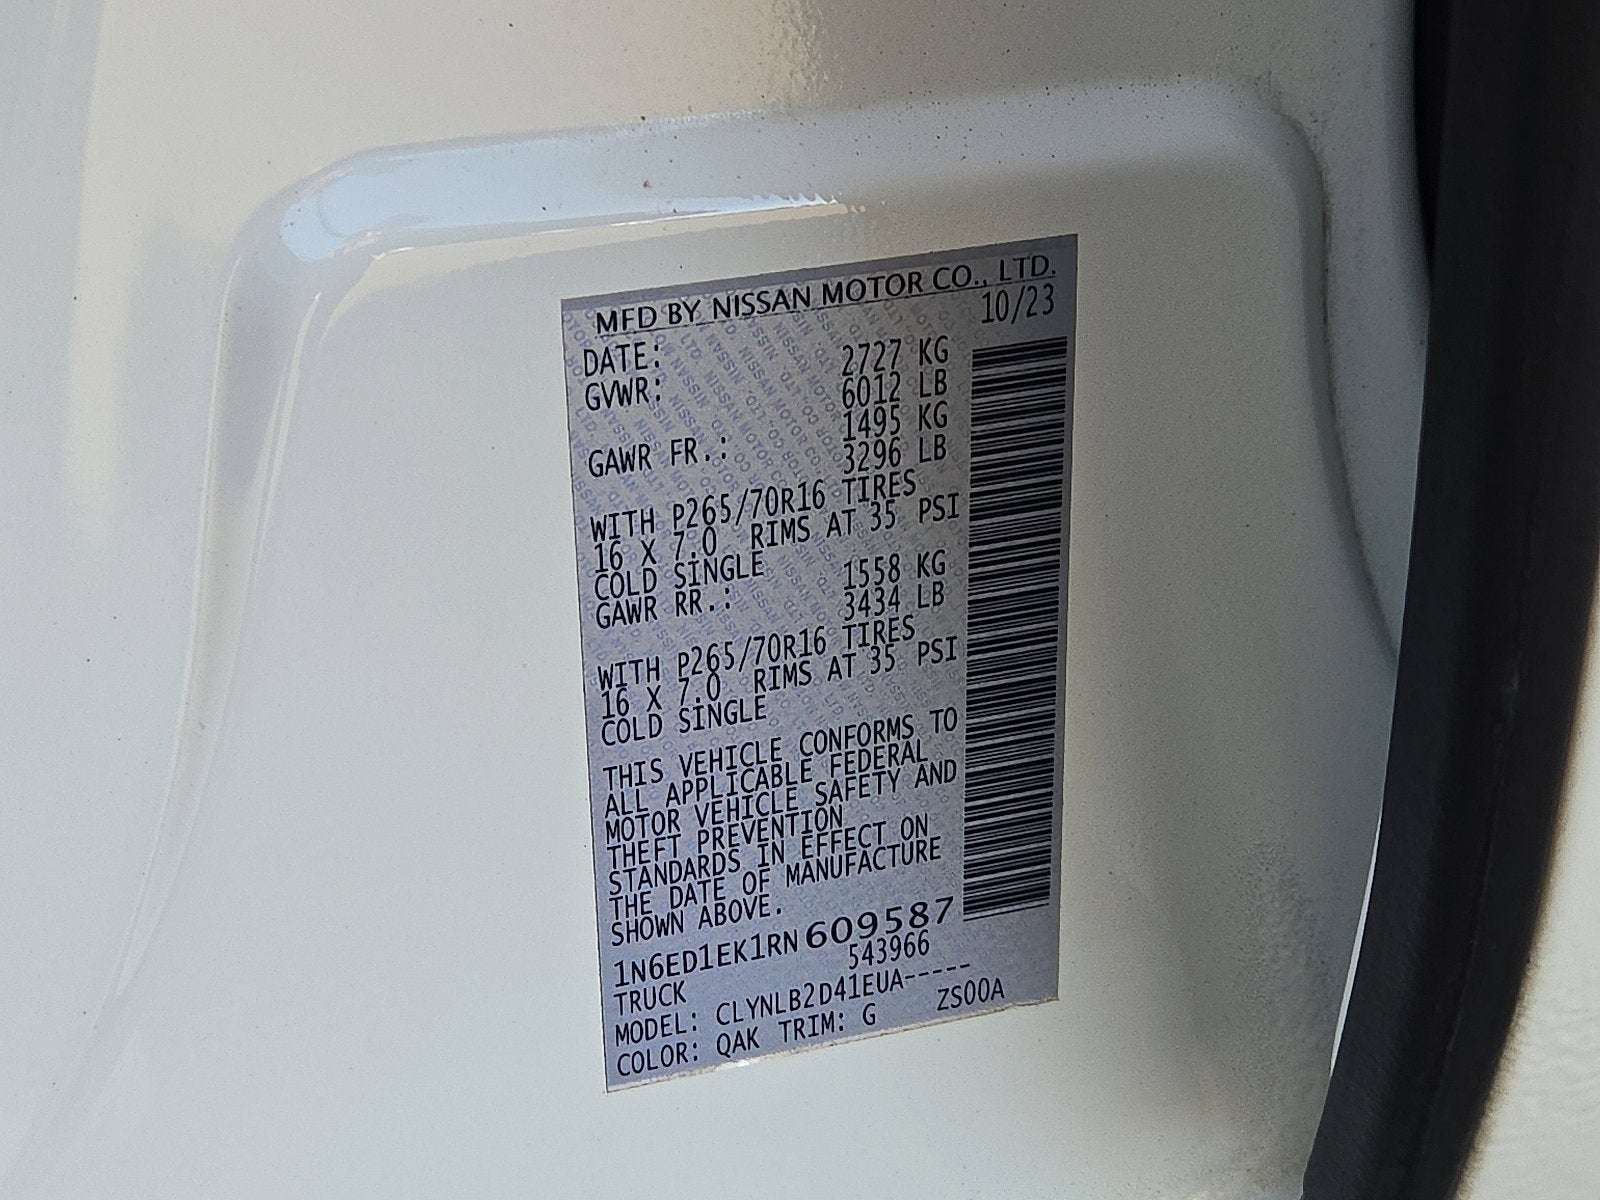 MFD BY NISSAN MOTOR CO., LTD.
DATE: 10/23
GVWR: 2727 KG
6012 LB
GAWR FR.: 1495 KG
3296 LB
WITH P265/70R16 TIRES
16 X 7.0 RIMS AT 35 PSI
COLD SINGLE
GAWR RR.: 1558 KG
3434 LB
WITH P265/70R16 TIRES
16 X 7.0 RIMS AT 35 PSI
COLD SINGLE
THIS VEHICLE CONFORMS TO
ALL APPLICABLE FEDERAL
MOTOR VEHICLE SAFETY AND
THEFT PREVENTION
STANDARDS IN EFFECT ON
THE DATE OF MANUFACTURE
SHOWN ABOVE.
1N6ED1EK1RN609587
TRUCK 543966
MODEL: CLYNLB2D41EUA-----
COLOR: QAK TRIM: G ZS00A